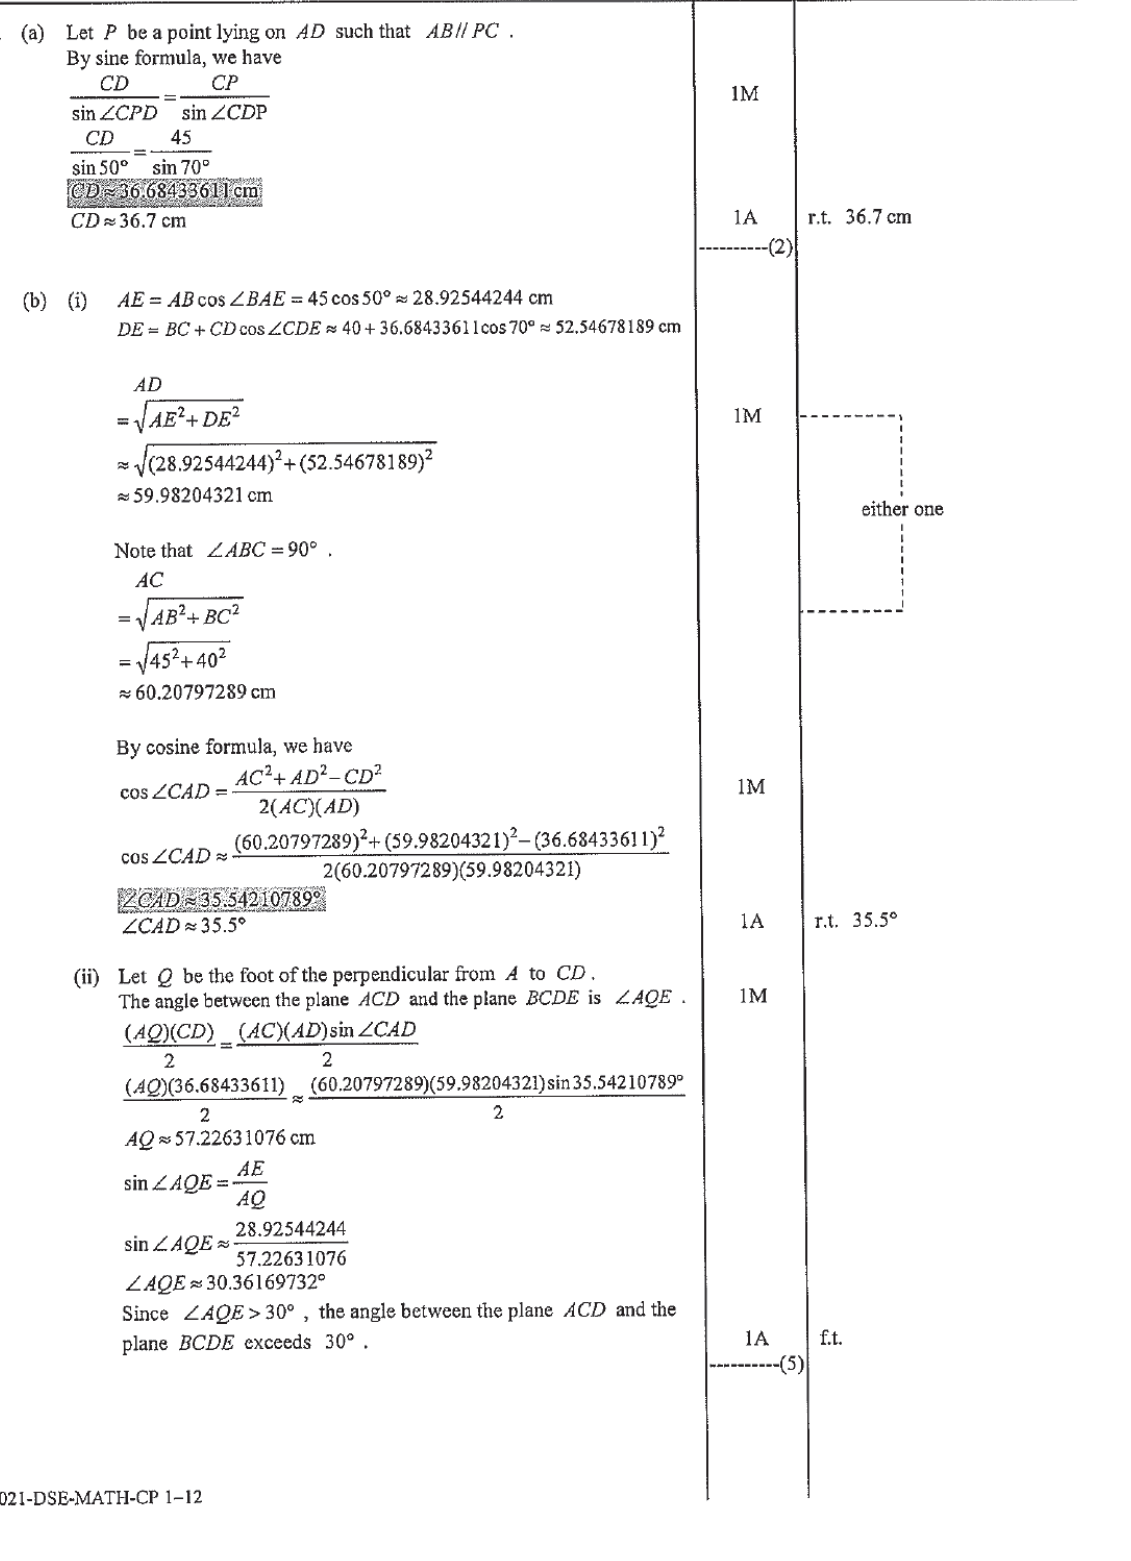 (a) Let P be a point lying on AD such that AB // PC .
By sine formula, we have
CD/sin ∠CPD = CP/sin ∠CDP
1M
CD/sin 50° = 45/sin 70°
CD ≈ 36.68433611 cm
CD ≈ 36.7 cm
1A
r.t. 36.7 cm
----------(2)
(b) (i) AE = AB cos ∠BAE = 45 cos 50° ≈ 28.92544244 cm
DE = BC + CD cos ∠CDE ≈ 40 + 36.68433611cos 70° ≈ 52.54678189 cm
AD
= √(AE² + DE²)
1M
≈ √((28.92544244)² + (52.54678189)²)
≈ 59.98204321 cm
either one
Note that ∠ABC = 90° .
AC
= √(AB² + BC²)
= √(45² + 40²)
≈ 60.20797289 cm
By cosine formula, we have
cos ∠CAD = (AC² + AD² − CD²)/(2(AC)(AD))
1M
cos ∠CAD ≈ ((60.20797289)² + (59.98204321)² − (36.68433611)²)/(2(60.20797289)(59.98204321))
∠CAD ≈ 35.54210789°
∠CAD ≈ 35.5°
1A
r.t. 35.5°
(ii) Let Q be the foot of the perpendicular from A to CD .
The angle between the plane ACD and the plane BCDE is ∠AQE .
1M
(AQ)(CD)/2 = (AC)(AD) sin ∠CAD/2
(AQ)(36.68433611)/2 ≈ (60.20797289)(59.98204321) sin 35.54210789°/2
AQ ≈ 57.22631076 cm
sin ∠AQE = AE/AQ
sin ∠AQE ≈ 28.92544244/57.22631076
∠AQE ≈ 30.36169732°
Since ∠AQE > 30° , the angle between the plane ACD and the
plane BCDE exceeds 30° .
1A
f.t.
----------(5)
021-DSE-MATH-CP 1–12